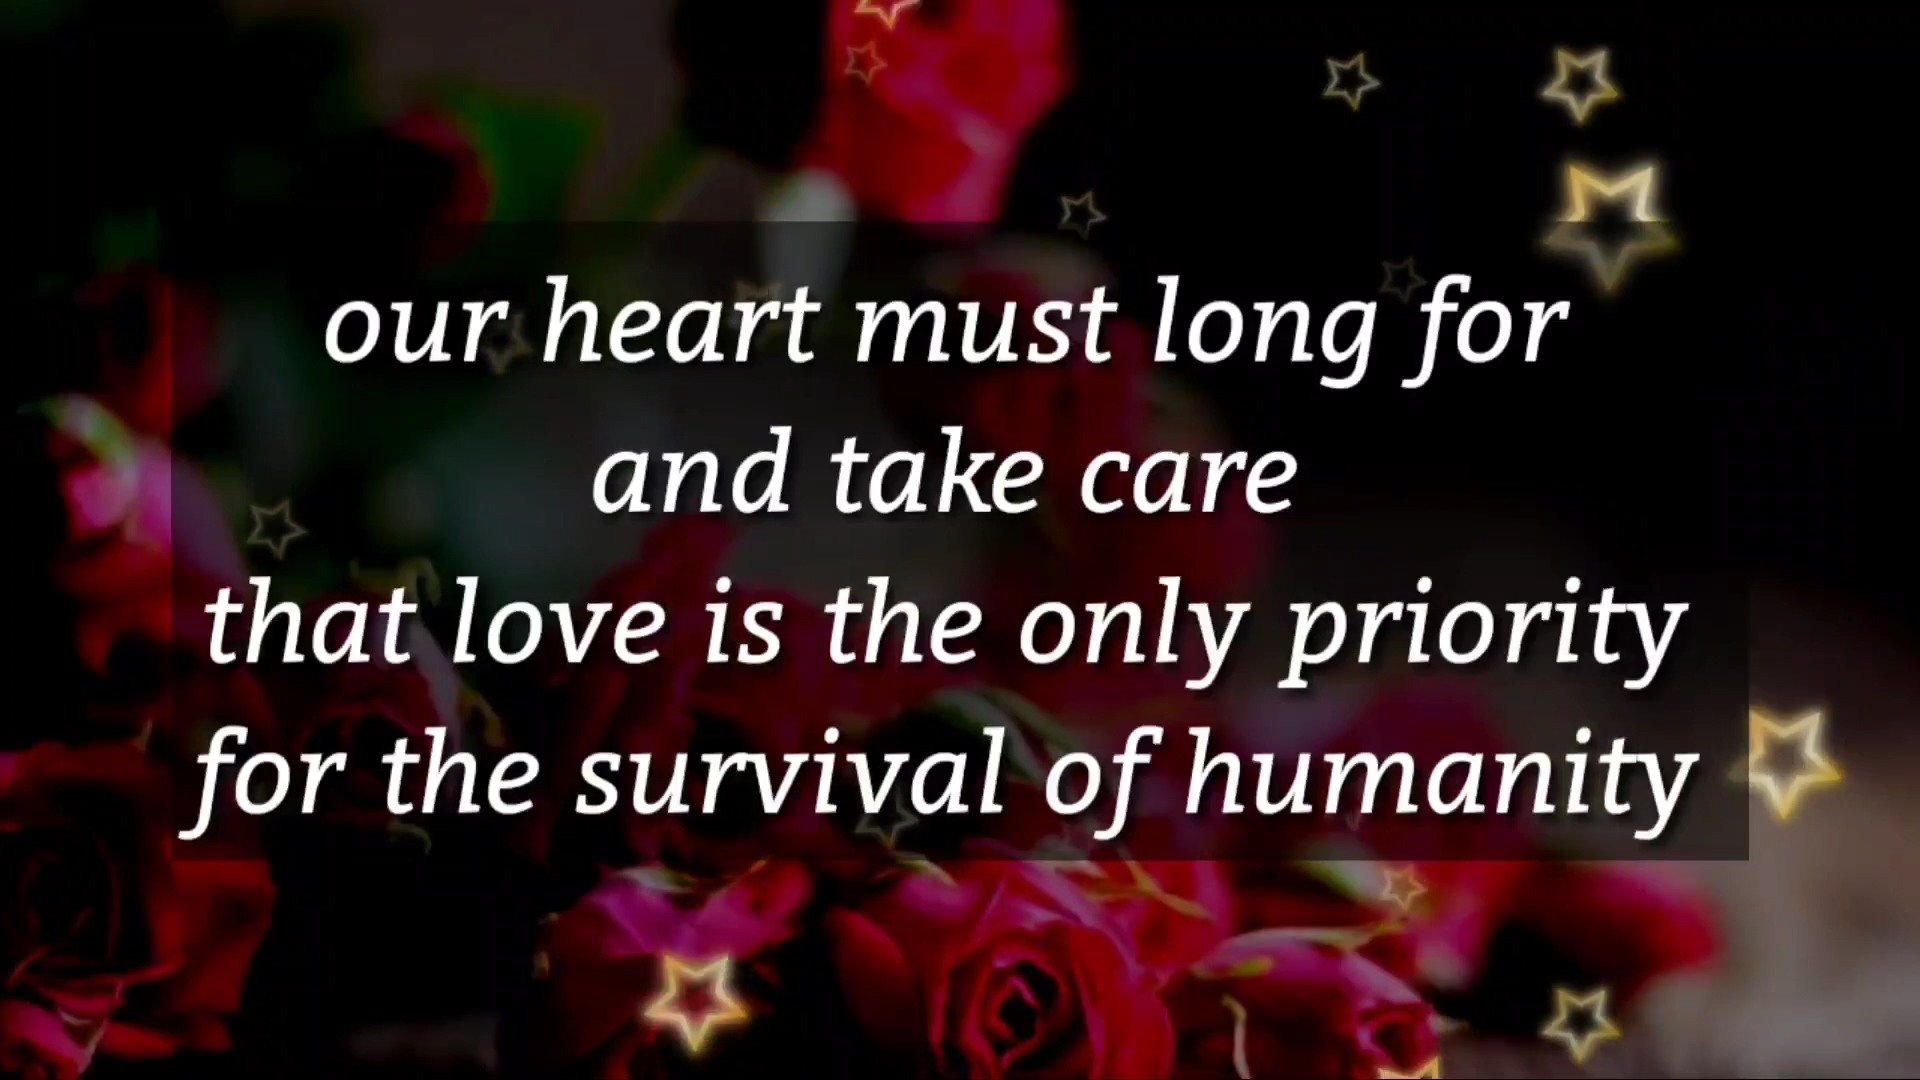 our heart must long for
and take care
that love is the only priority
for the survival of humanity